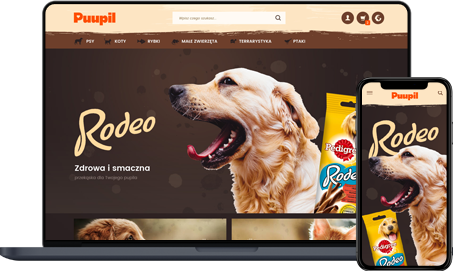 Puupil
Wpisz czego szukasz...
PSY KOTY RYBKI MAŁE ZWIERZĘTA TERRARYSTYKA PTAKI
Rodeo
Zdrowa i smaczna
przekąska dla Twojego pupila
Pedigree
Rodeo
Puupil
Rodeo
Pedigree
Rodeo